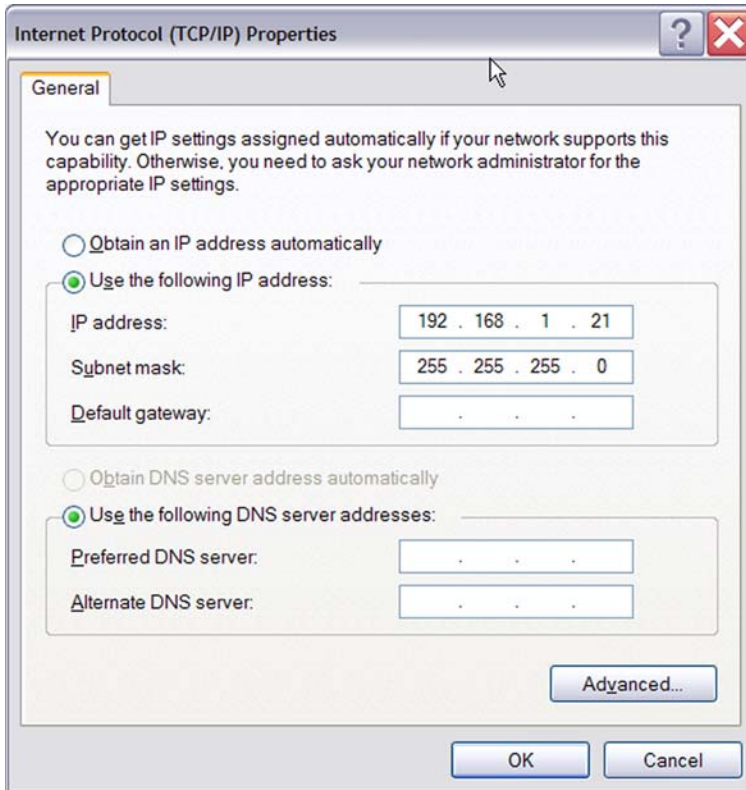 Internet Protocol (TCP/IP) Properties
General
You can get IP settings assigned automatically if your network supports this
capability. Otherwise, you need to ask your network administrator for the
appropriate IP settings.
Obtain an IP address automatically
Use the following IP address:
IP address: 192 . 168 . 1 . 21
Subnet mask: 255 . 255 . 255 . 0
Default gateway: . . .
Obtain DNS server address automatically
Use the following DNS server addresses:
Preferred DNS server: . . .
Alternate DNS server: . . .
Advanced...
OK Cancel